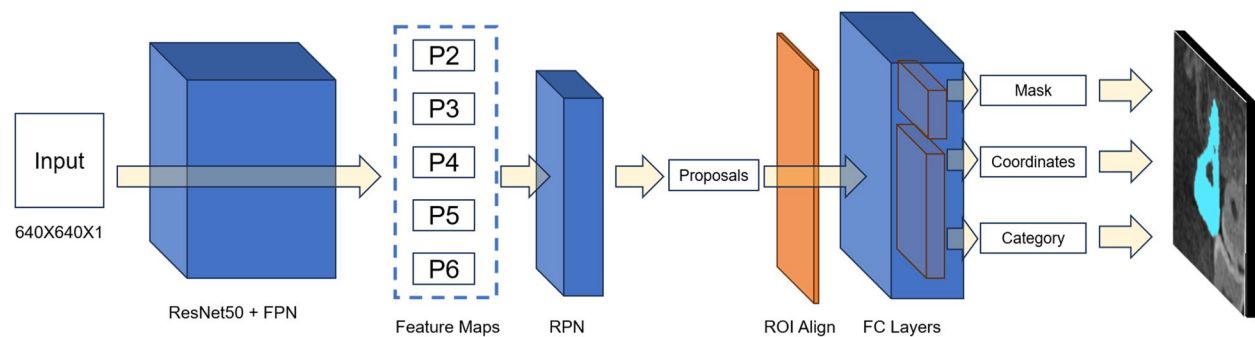 Input
640X640X1
ResNet50 + FPN
P2
P3
P4
P5
P6
Feature Maps
RPN
Proposals
ROI Align
FC Layers
Mask
Coordinates
Category